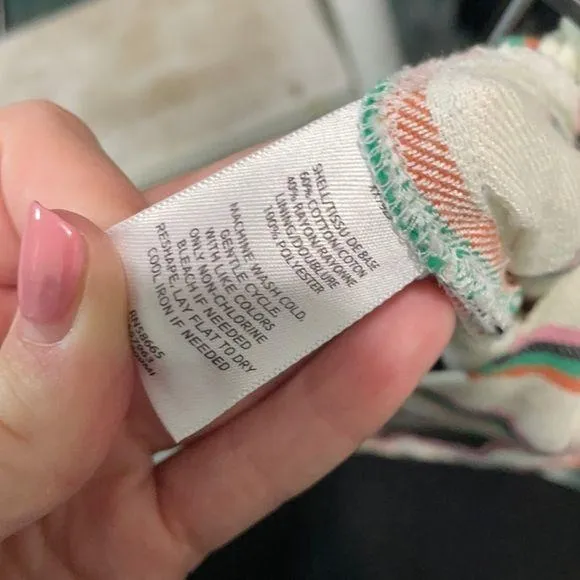 SHELL/TISSU DE BASE
60% COTTON/COTON
40% RAYON/RAYONNE
LINING/DOUBLURE
100% POLYESTER
MACHINE WASH COLD,
GENTLE CYCLE,
WITH LIKE COLORS
ONLY NON-CHLORINE
BLEACH IF NEEDED
RESHAPE, LAY FLAT TO DRY
COOL IRON IF NEEDED
RN58665